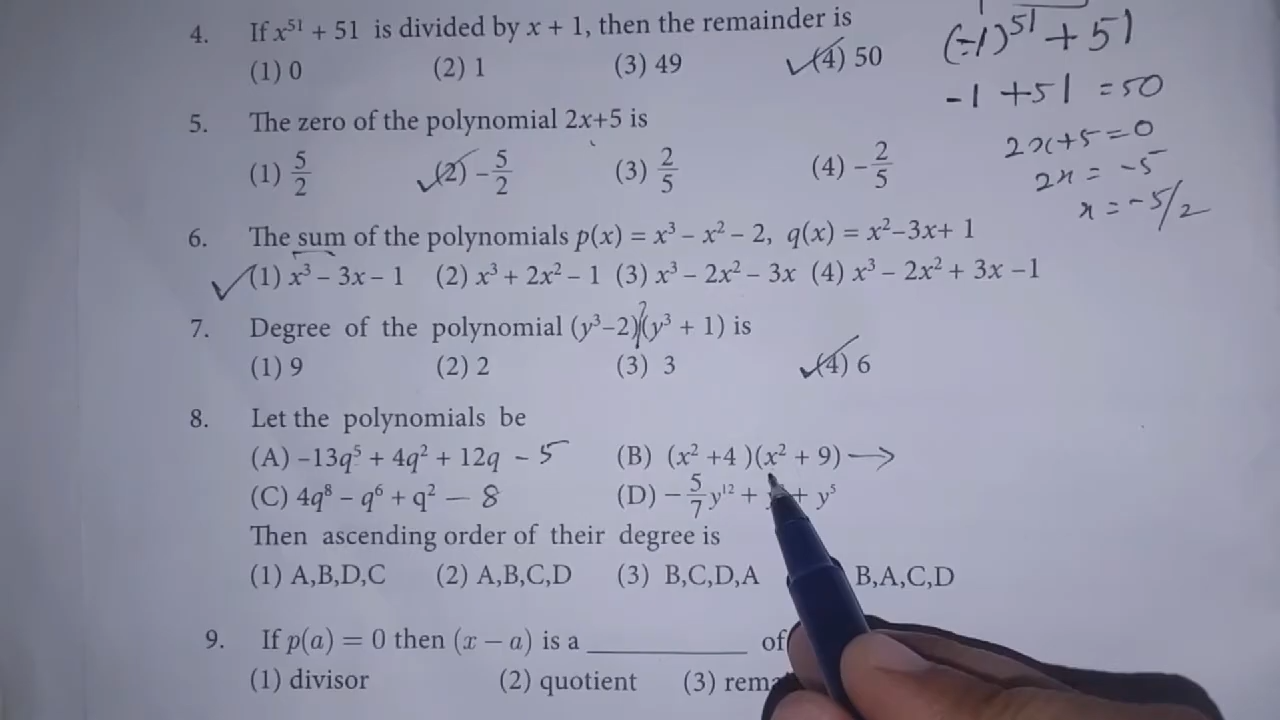 4. If x⁵¹ + 51 is divided by x + 1, then the remainder is
(1) 0 (2) 1 (3) 49 (4) 50
(-1)⁵¹ + 51
-1 + 51 = 50
5. The zero of the polynomial 2x+5 is
(1) 5/2 (2) -5/2 (3) 2/5 (4) -2/5
2x+5=0
2x = -5
x = -5/2
6. The sum of the polynomials p(x) = x³ – x² – 2, q(x) = x²–3x+ 1
(1) x³ – 3x – 1 (2) x³ + 2x² – 1 (3) x³ – 2x² – 3x (4) x³ – 2x² + 3x –1
7. Degree of the polynomial (y³–2)(y³ + 1) is
(1) 9 (2) 2 (3) 3 (4) 6
8. Let the polynomials be
(A) –13q⁵ + 4q² + 12q – 5 (B) (x² +4 )(x² + 9) →
(C) 4q⁸ – q⁶ + q² – 8 (D) –5/7 y¹² + + y⁵
Then ascending order of their degree is
(1) A,B,D,C (2) A,B,C,D (3) B,C,D,A B,A,C,D
9. If p(a) = 0 then (x – a) is a ________ of
(1) divisor (2) quotient (3)